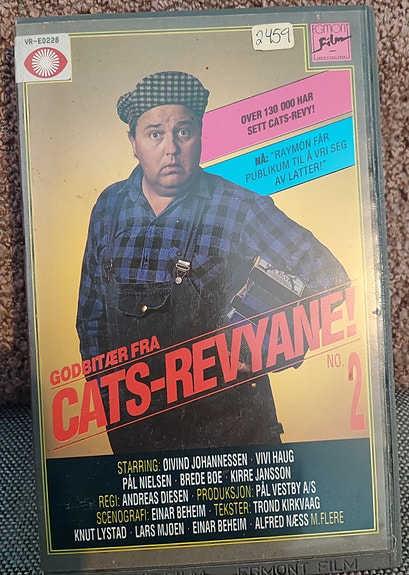 VR-E0228
2459
EGMONT
film
OVER 130 000 HAR
SETT CATS-REVY!
NÅ: "RAYMON FÅR
PUBLIKUM TIL Å VRI SEG
AV LATTER!"
GODBITÆR FRA
CATS-REVYANE!
NO. 2
STARRING: ØIVIND JOHANNESSEN · VIVI HAUG
PÅL NIELSEN · BREDE BØE · KIRRE JANSSON
REGI: ANDREAS DIESEN · PRODUKSJON: PÅL VESTBY A/S
SCENOGRAFI: EINAR BEHEIM · TEKSTER: TROND KIRKVAAG
KNUT LYSTAD · LARS MJØEN · EINAR BEHEIM · ALFRED NÆSS M.FLERE
FILM EGMONT FILM